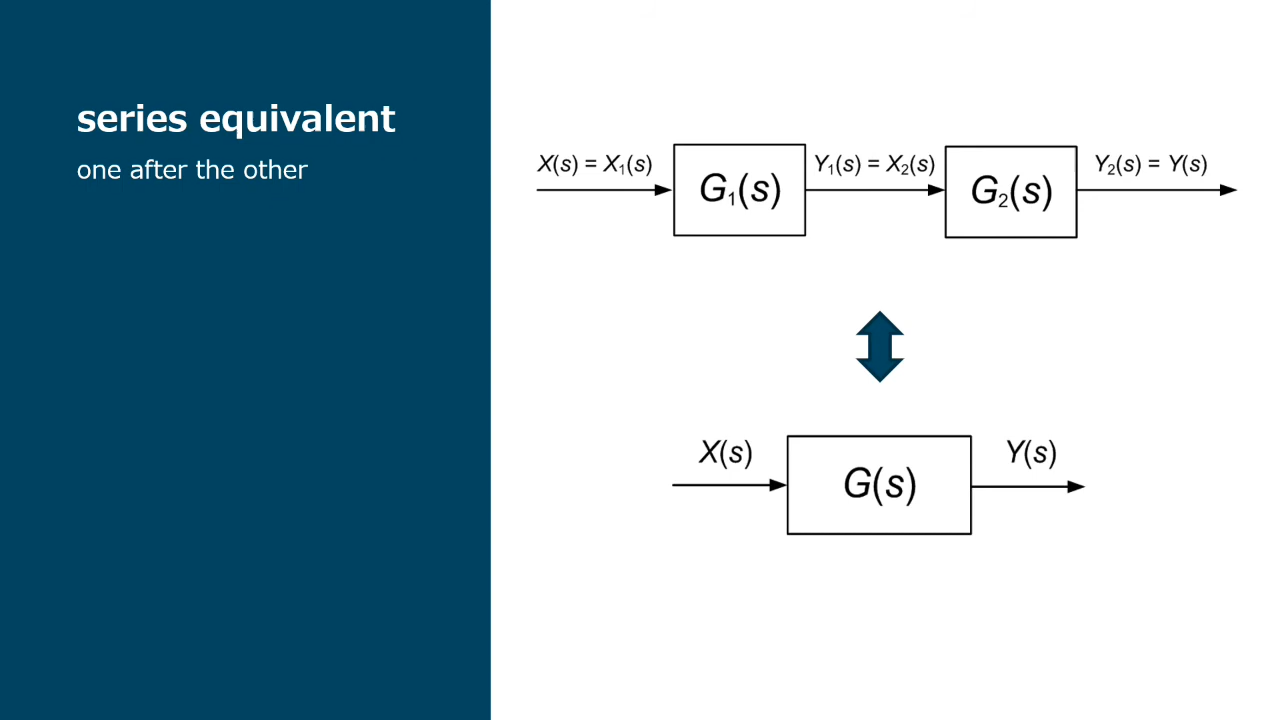 series equivalent
one after the other
X(s) = X₁(s)
G₁(s)
Y₁(s) = X₂(s)
G₂(s)
Y₂(s) = Y(s)
X(s)
G(s)
Y(s)